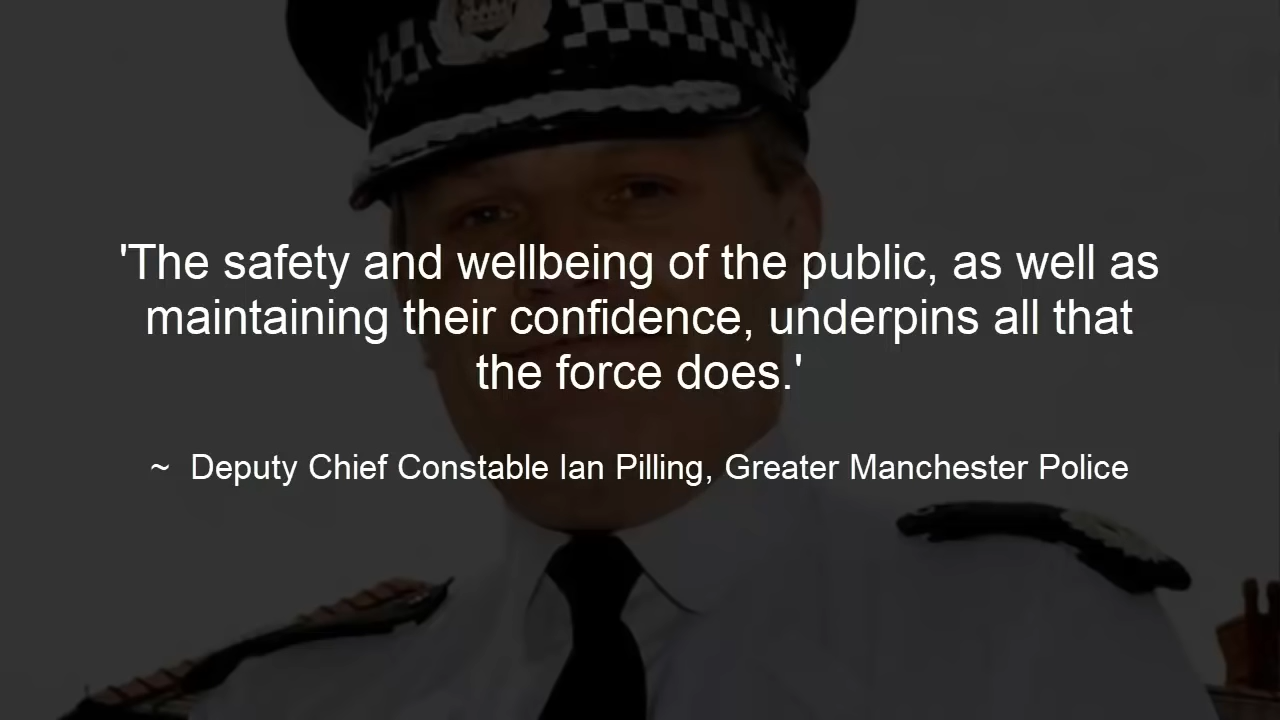 'The safety and wellbeing of the public, as well as
maintaining their confidence, underpins all that
the force does.'
~ Deputy Chief Constable Ian Pilling, Greater Manchester Police